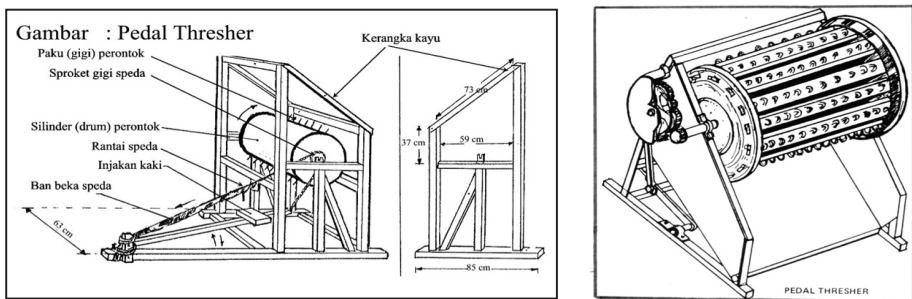 Gambar : Pedal Thresher
Paku (gigi) perontok
Sproket gigi speda
Silinder (drum) perontok
Rantai speda
Injakan kaki
Ban beka speda
63 cm
Kerangka kayu
73 cm
59 cm
37 cm
85 cm
PEDAL THRESHER